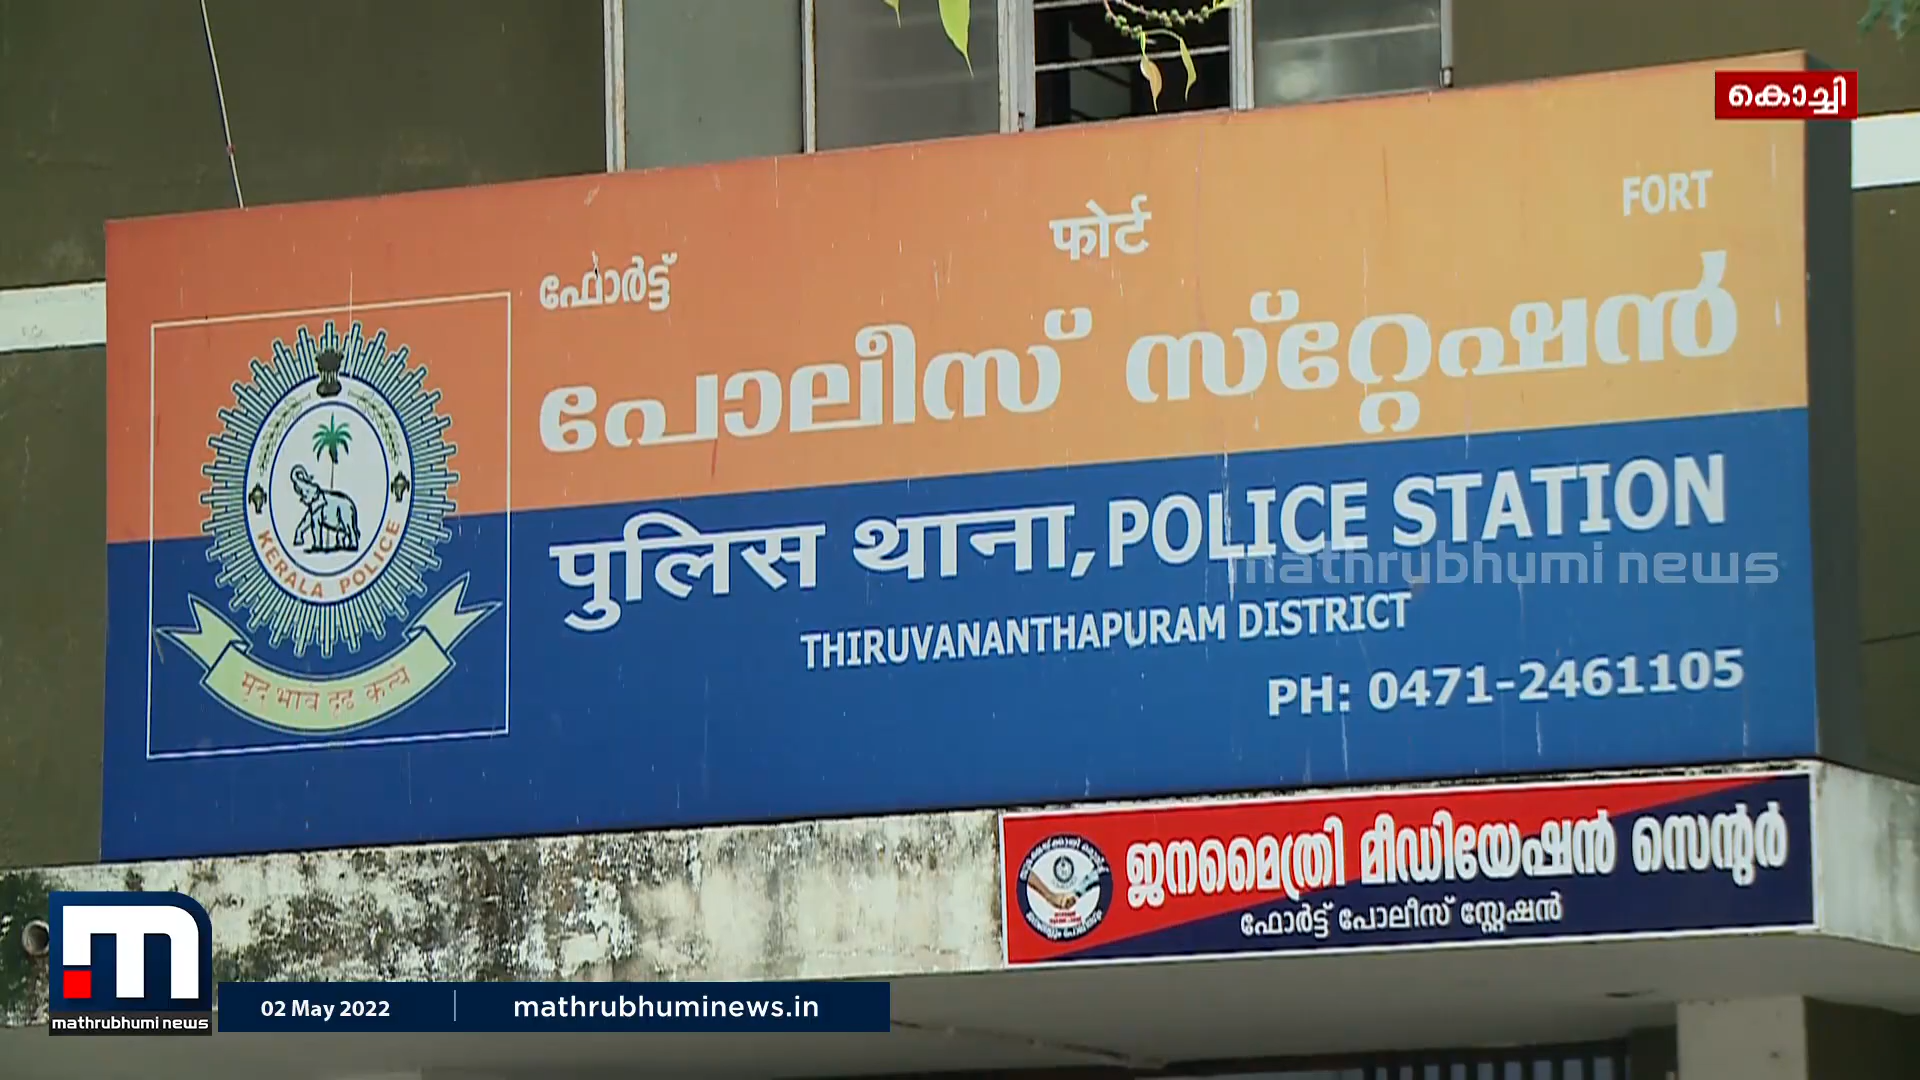 കൊച്ചി
ഫോർട്ട് फोर्ट FORT
പോലീസ് സ്റ്റേഷൻ
पुलिस थाना, POLICE STATION
mathrubhumi news
THIRUVANANTHAPURAM DISTRICT
PH: 0471-2461105
KERALA POLICE
मृदु भावे दृढ कृत्ये
ജനമൈത്രി മീഡിയേഷൻ സെന്റർ
ഫോർട്ട് പോലീസ് സ്റ്റേഷൻ
mathrubhumi news
02 May 2022 mathrubhuminews.in